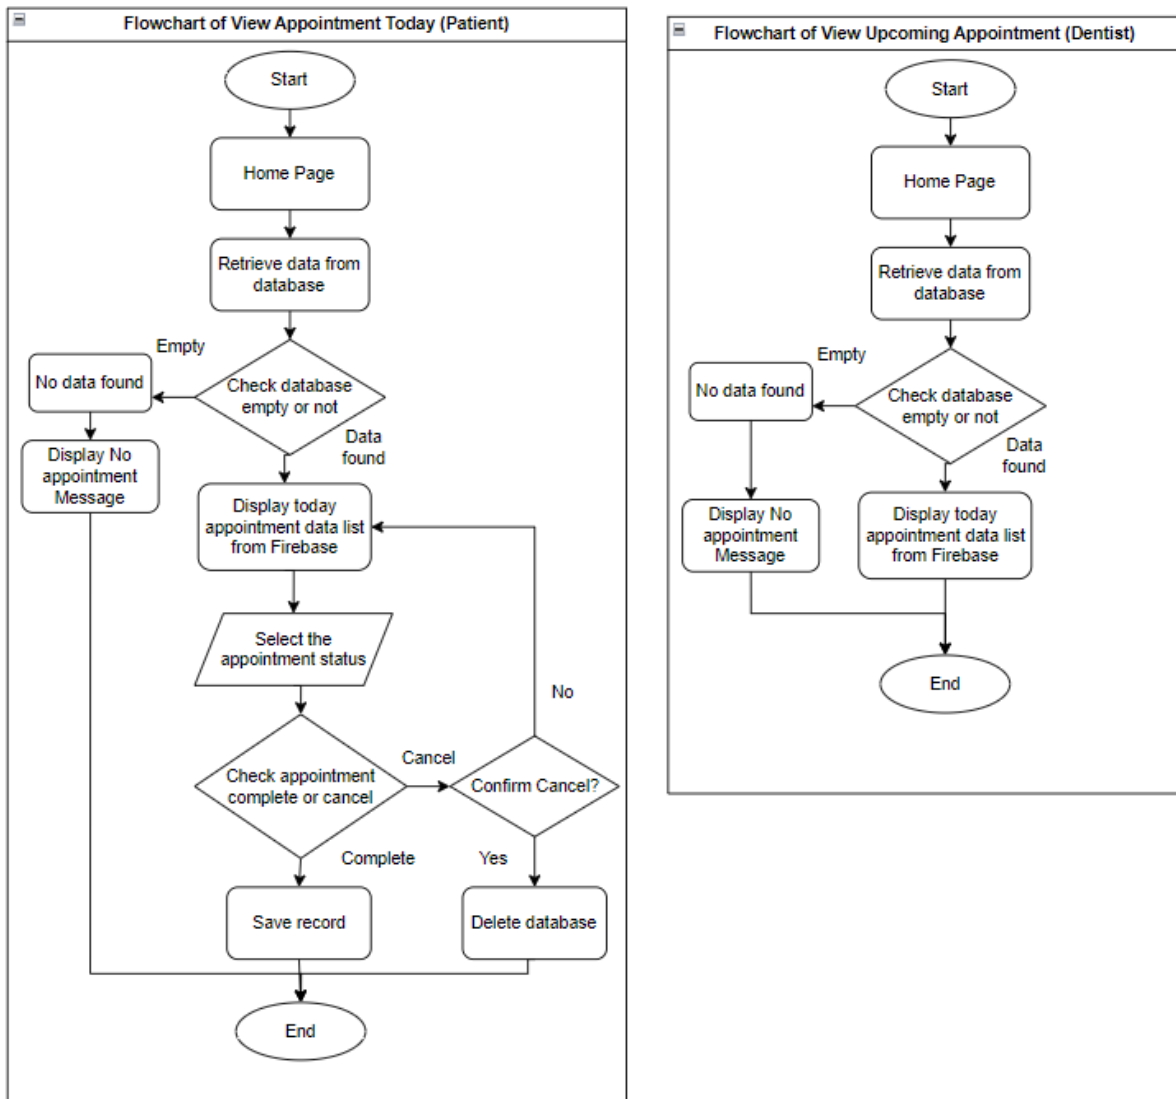 Flowchart of View Appointment Today (Patient)
Start
Home Page
Retrieve data from
database
Empty
No data found
Check database
empty or not
Data
found
Display No
appointment
Message
Display today
appointment data list
from Firebase
Select the
appointment status
No
Cancel
Check appointment
complete or cancel
Confirm Cancel?
Complete
Yes
Save record
Delete database
End
Flowchart of View Upcoming Appointment (Dentist)
Start
Home Page
Retrieve data from
database
Empty
No data found
Check database
empty or not
Data
found
Display No
appointment
Message
Display today
appointment data list
from Firebase
End